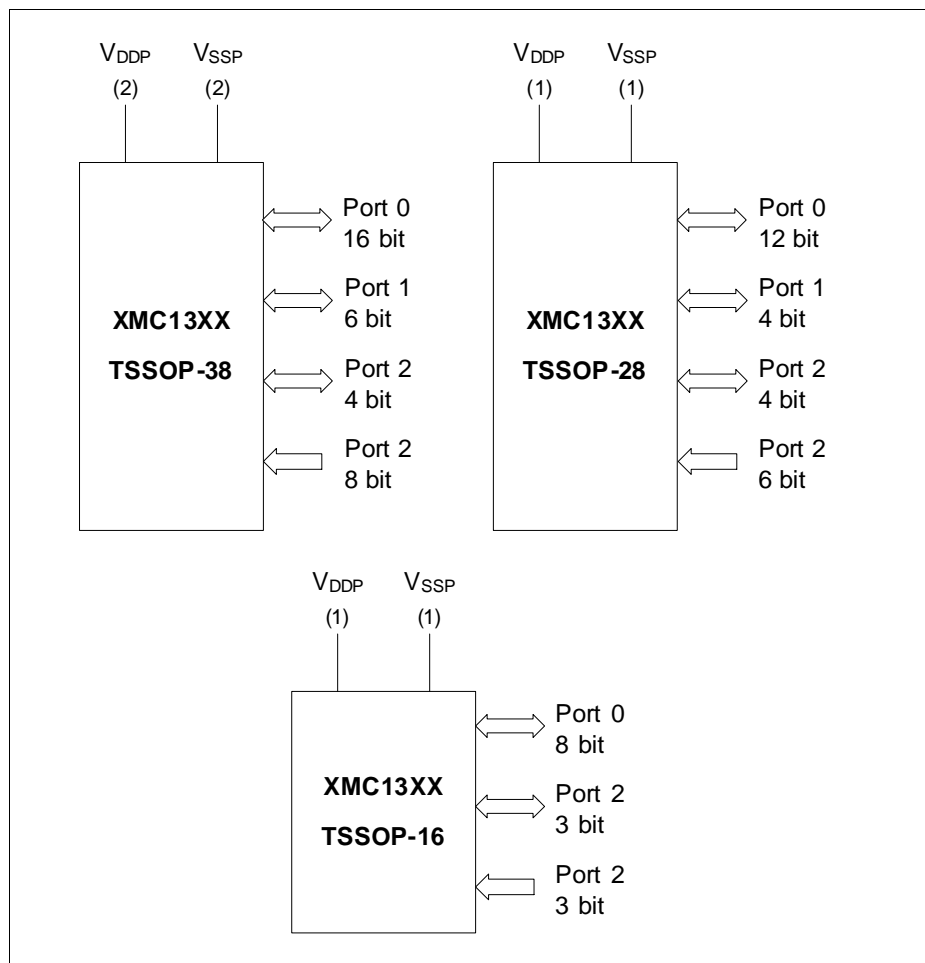 VDDP
(2)
VSSP
(2)
XMC13XX
TSSOP-38
Port 0
16 bit
Port 1
6 bit
Port 2
4 bit
Port 2
8 bit
VDDP
(1)
VSSP
(1)
XMC13XX
TSSOP-28
Port 0
12 bit
Port 1
4 bit
Port 2
4 bit
Port 2
6 bit
VDDP
(1)
VSSP
(1)
XMC13XX
TSSOP-16
Port 0
8 bit
Port 2
3 bit
Port 2
3 bit